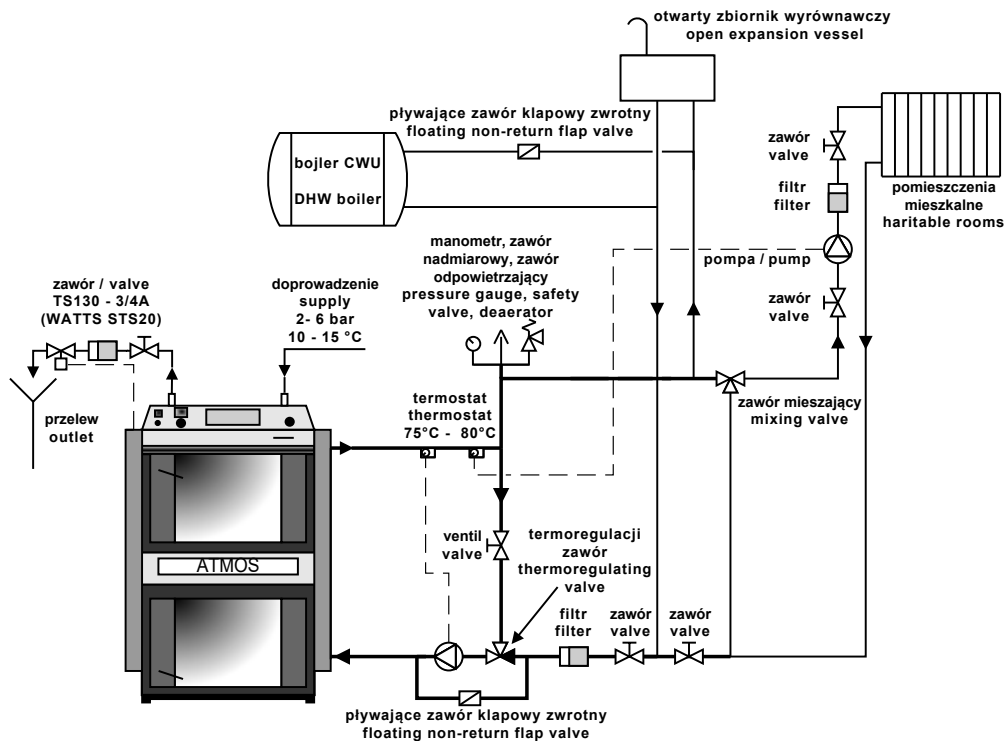 otwarty zbiornik wyrównawczy
open expansion vessel
pływające zawór klapowy zwrotny
floating non-return flap valve
bojler CWU
DHW boiler
zawór
valve
filtr
filter
pomieszczenia
mieszkalne
haritable rooms
manometr, zawór
nadmiarowy, zawór
odpowietrzający
pressure gauge, safety
valve, deaerator
pompa / pump
zawór
valve
zawór / valve
TS130 - 3/4A
(WATTS STS20)
doprowadzenie
supply
2- 6 bar
10 - 15 °C
przelew
outlet
termostat
thermostat
75°C - 80°C
zawór mieszający
mixing valve
ventil
valve
termoregulacji
zawór
thermoregulating
valve
ATMOS
filtr
filter
zawór
valve
zawór
valve
pływające zawór klapowy zwrotny
floating non-return flap valve